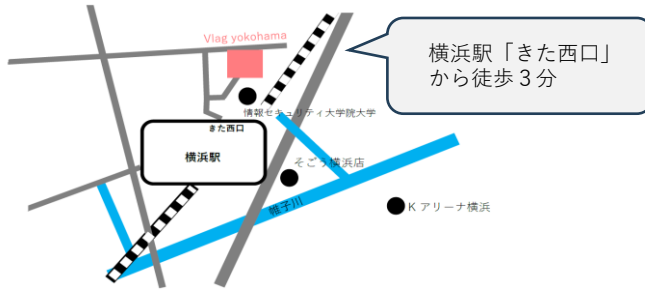 Vlag yokohama
横浜駅「きた西口」
から徒歩３分
情報セキュリティ大学院大学
きた西口
横浜駅
そごう横浜店
帷子川
K アリーナ横浜